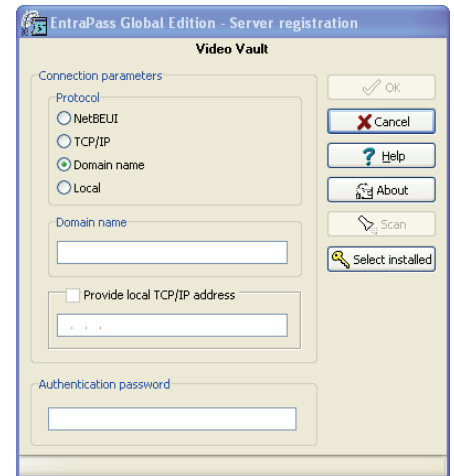 EntraPass Global Edition - Server registration
Video Vault
Connection parameters
Protocol
NetBEUI
TCP/IP
Domain name
Local
Domain name
Provide local TCP/IP address
. . .
Authentication password
OK
Cancel
Help
About
Scan
Select installed